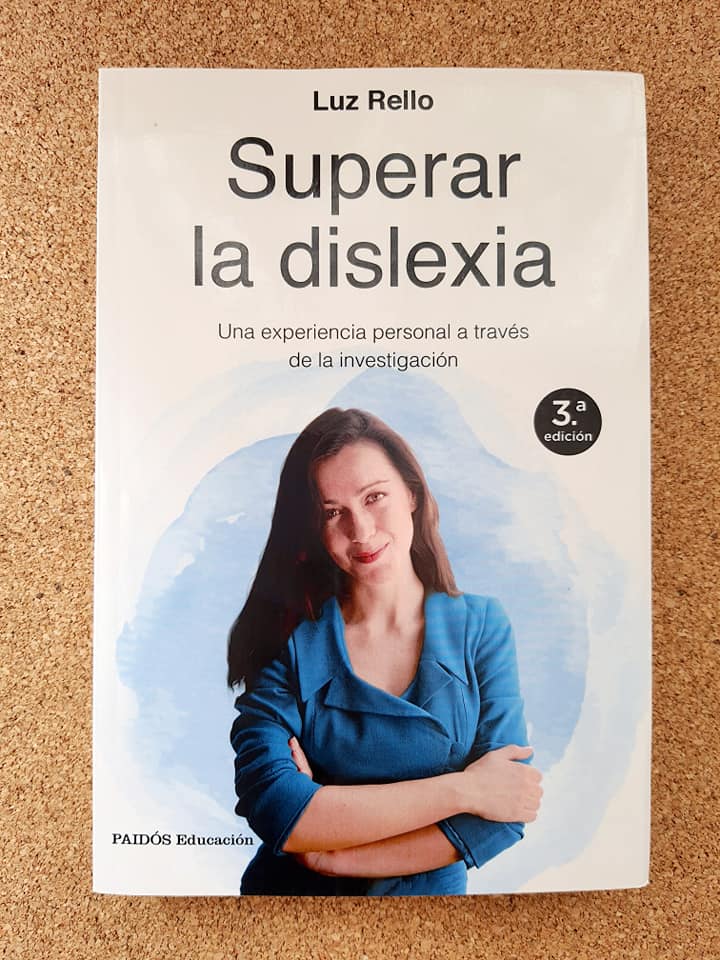 Luz Rello
Superar
la dislexia
Una experiencia personal a través
de la investigación
3.ª
edición
PAIDÓS Educación